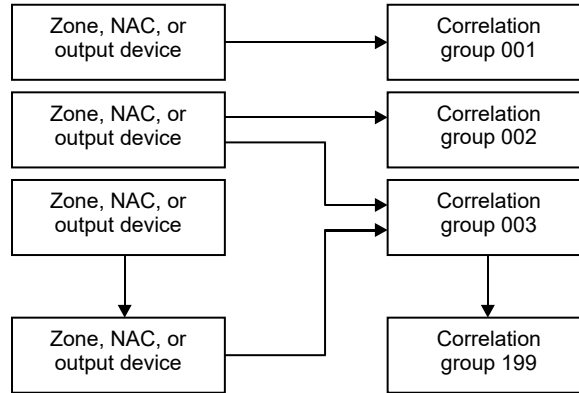 Zone, NAC, or
output device
Correlation
group 001
Zone, NAC, or
output device
Correlation
group 002
Zone, NAC, or
output device
Correlation
group 003
Zone, NAC, or
output device
Correlation
group 199